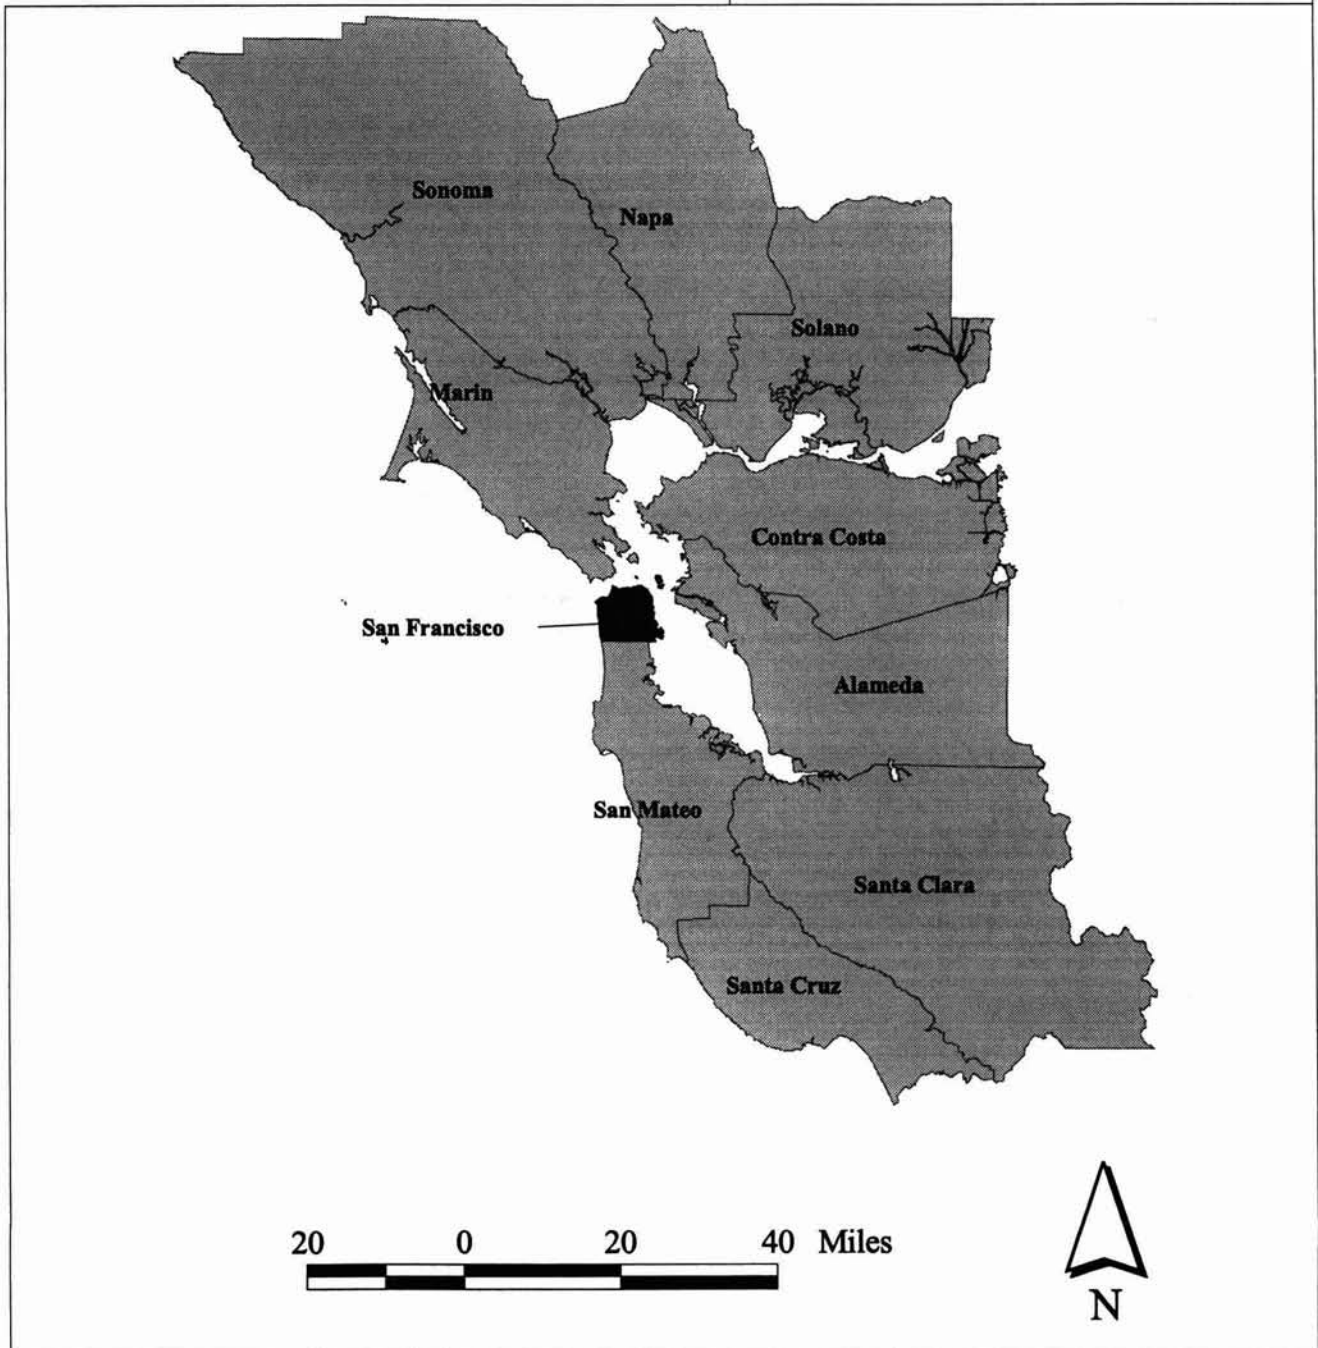 Sonoma
Napa
Solano
Marin
Contra Costa
San Francisco
Alameda
San Mateo
Santa Clara
Santa Cruz
20 0 20 40 Miles
N